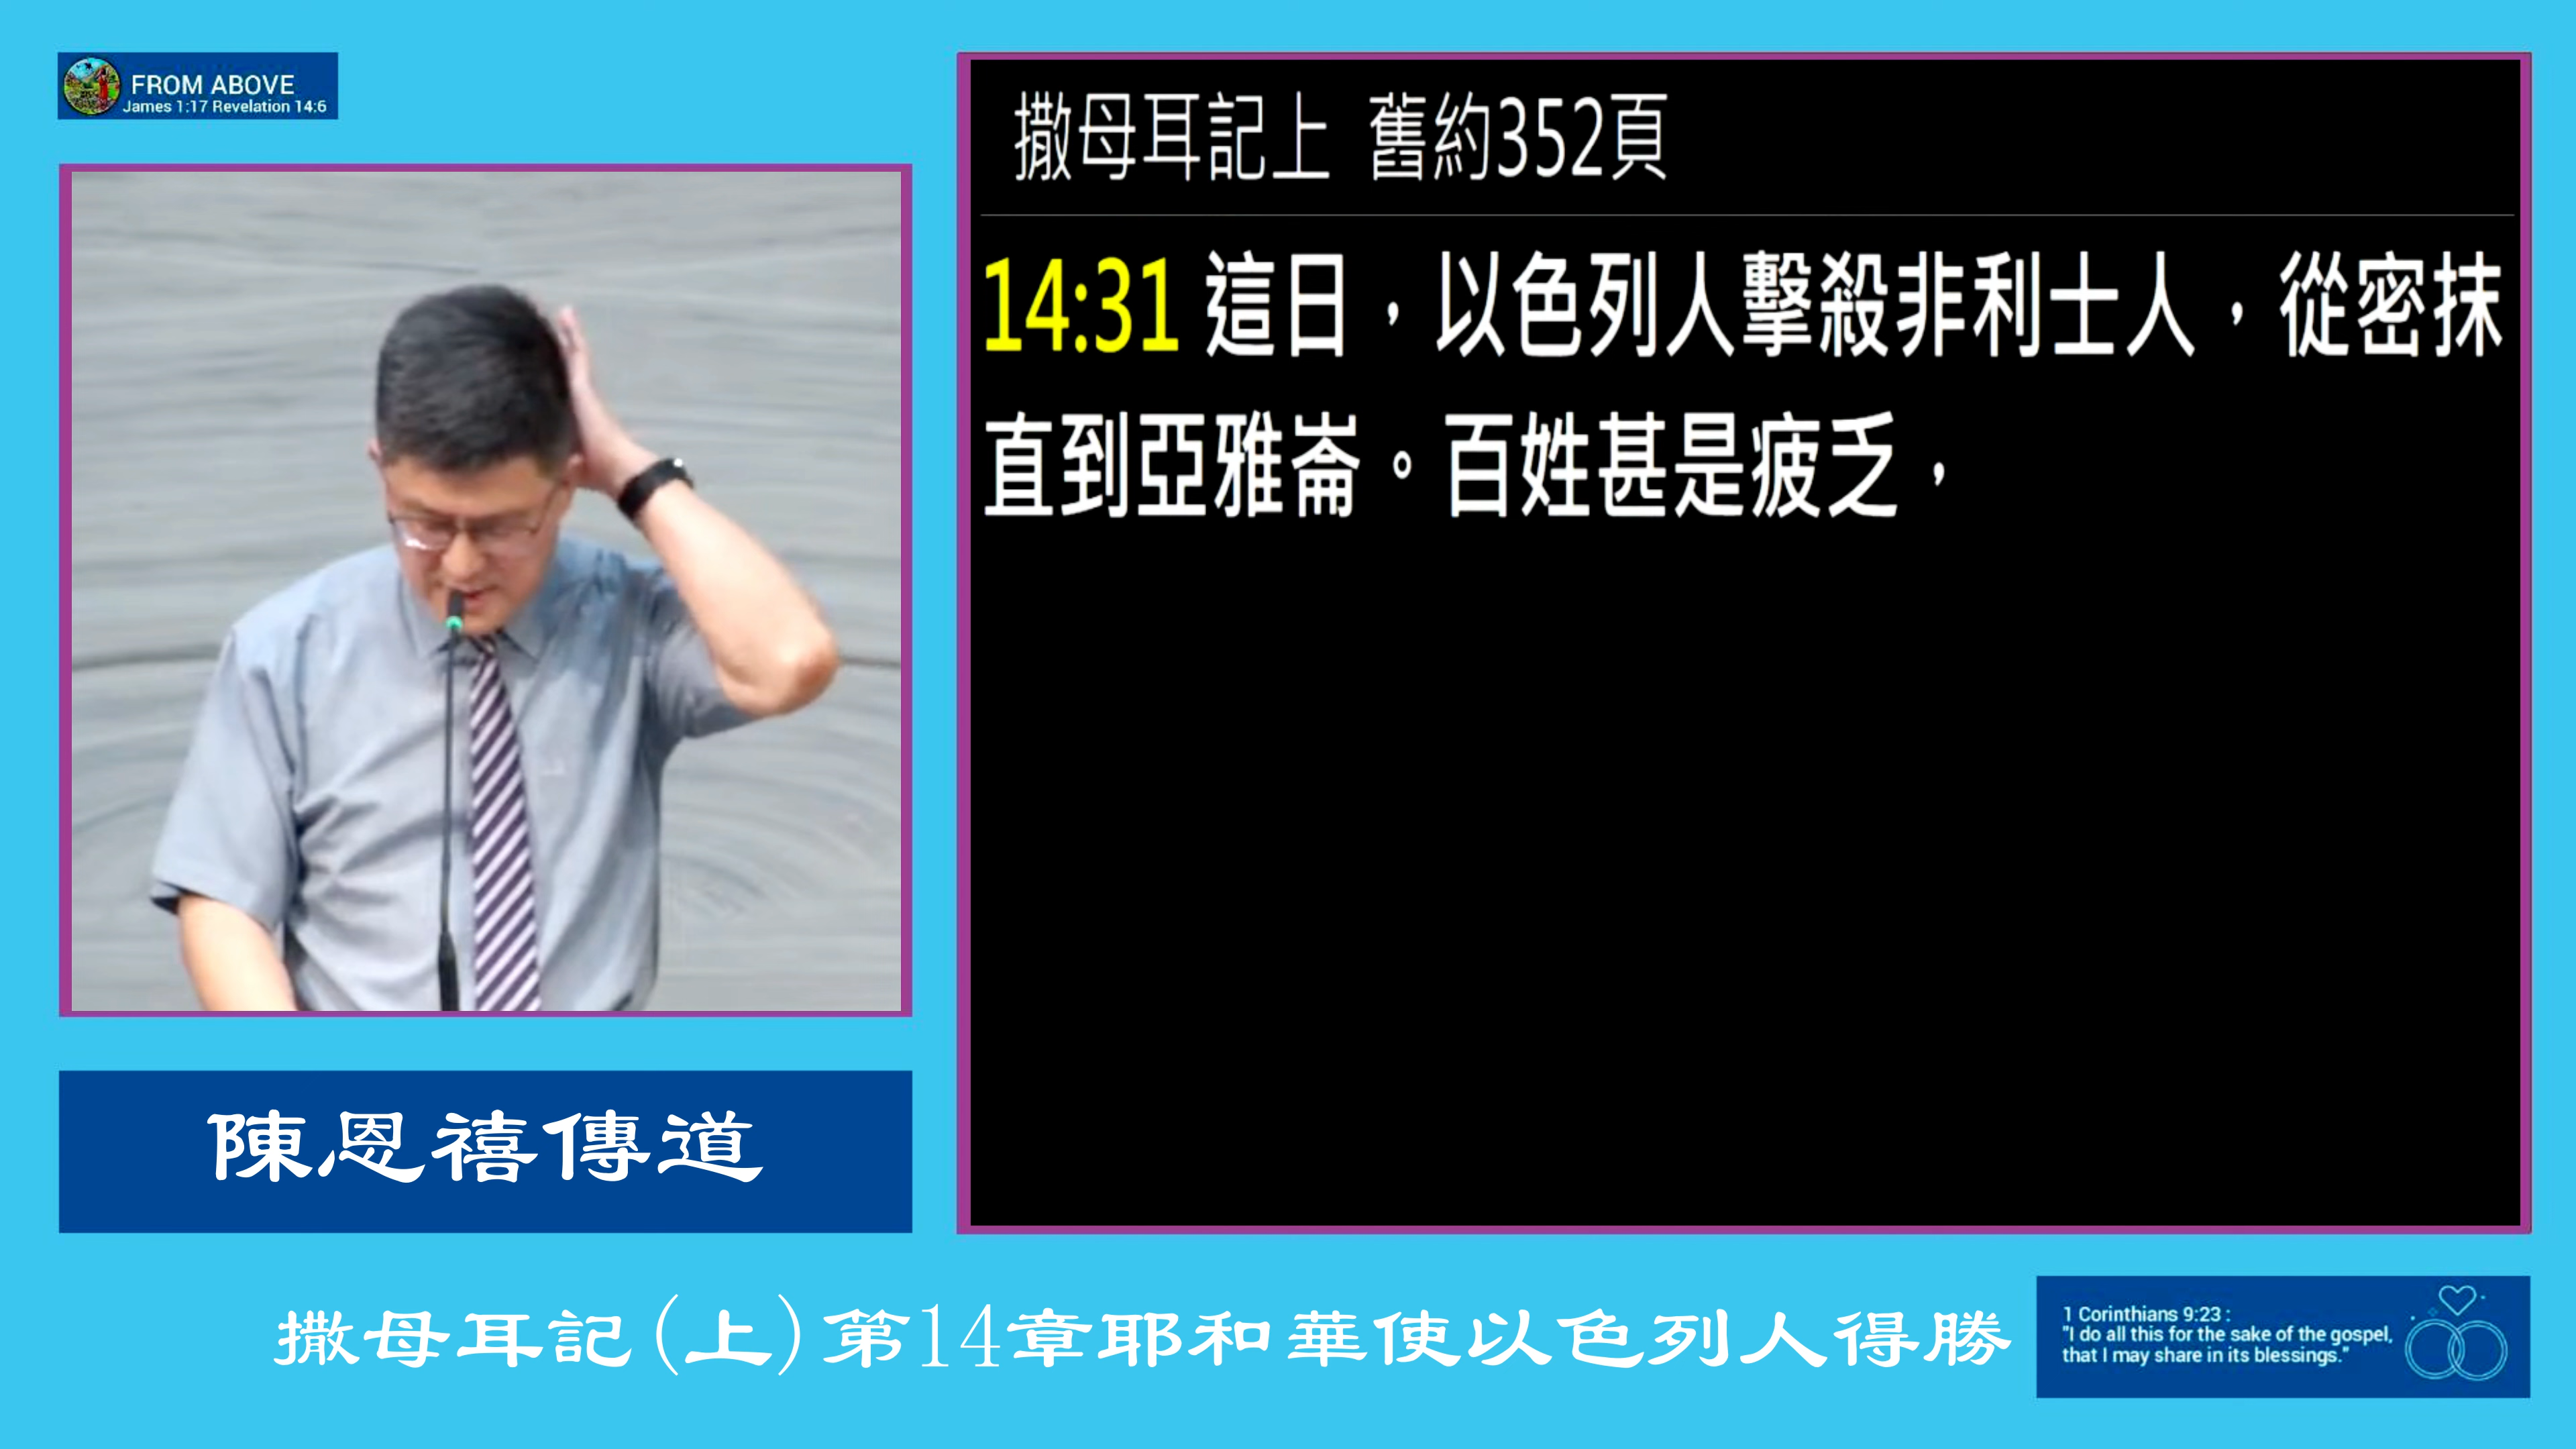 FROM ABOVE
James 1:17 Revelation 14:6
撒母耳記上 舊約352頁
14:31 這日，以色列人擊殺非利士人，從密抹
直到亞雅崙。百姓甚是疲乏，
陳恩禧傳道
撒母耳記(上)第14章耶和華使以色列人得勝
1 Corinthians 9:23 :
"I do all this for the sake of the gospel,
that I may share in its blessings."